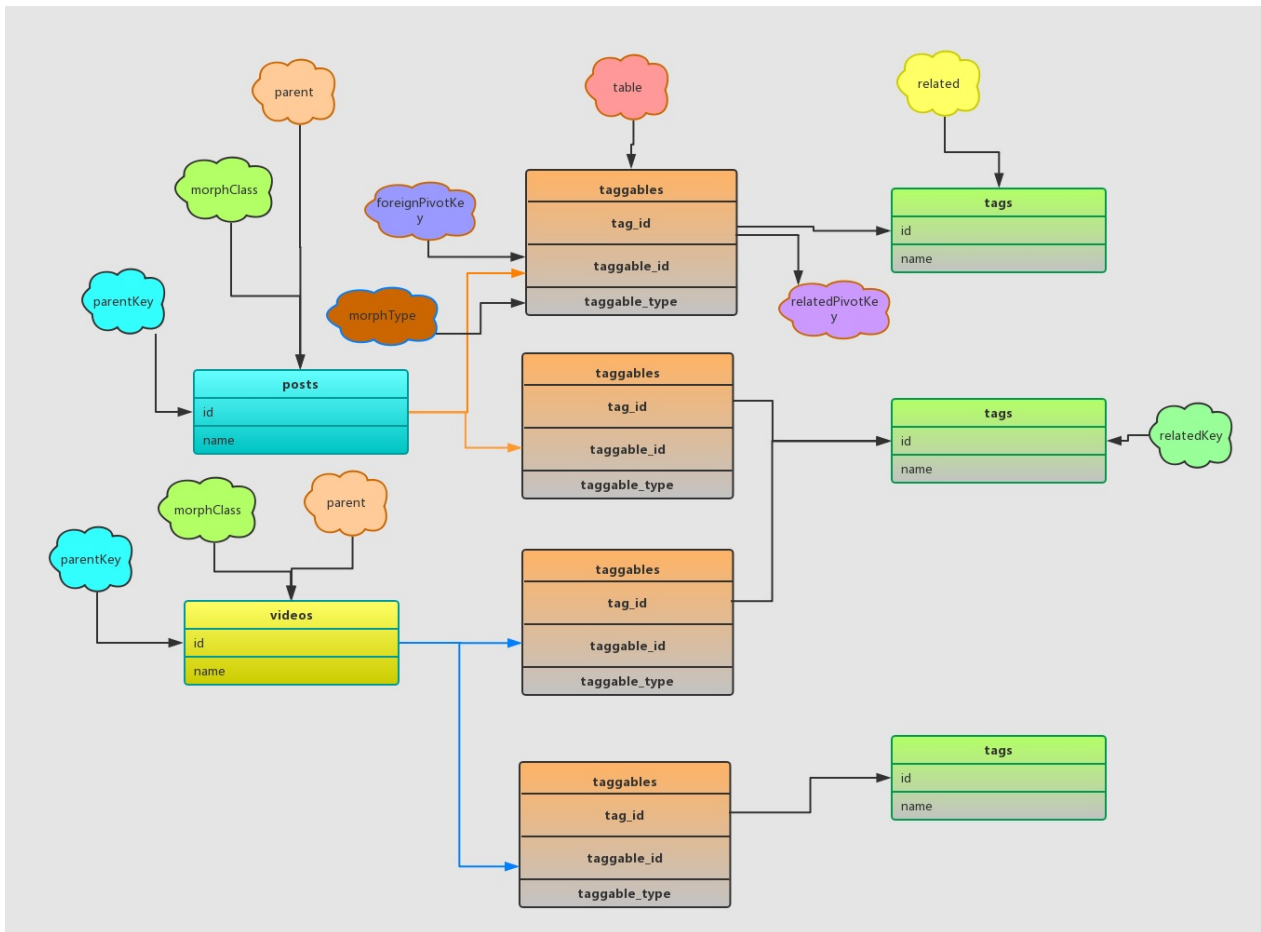 parent
table
related
morphClass
foreignPivotKe
y
taggables
tag_id
taggable_id
taggable_type
tags
id
name
parentKey
morphType
relatedPivotKe
y
posts
id
name
taggables
tag_id
taggable_id
taggable_type
tags
id
name
relatedKey
morphClass
parent
parentKey
videos
id
name
taggables
tag_id
taggable_id
taggable_type
taggables
tag_id
taggable_id
taggable_type
tags
id
name